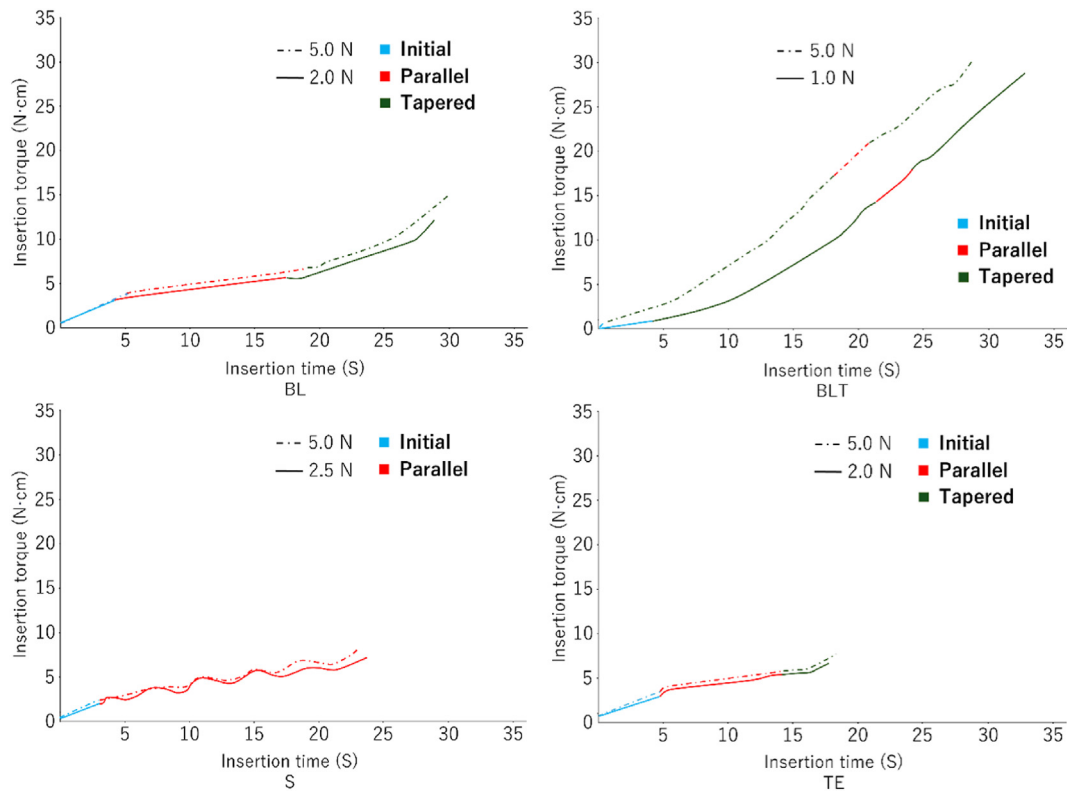 35
30
25
20
15
10
5
0
Insertion torque (N·cm)
5.0 N
2.0 N
Initial
Parallel
Tapered
5 10 15 20 25 30 35
Insertion time (S)
BL
35
30
25
20
15
10
5
0
Insertion torque (N·cm)
5.0 N
1.0 N
Initial
Parallel
Tapered
5 10 15 20 25 30 35
Insertion time (S)
BLT
35
30
25
20
15
10
5
0
Insertion torque (N·cm)
5.0 N
2.5 N
Initial
Parallel
5 10 15 20 25 30 35
Insertion time (S)
S
35
30
25
20
15
10
5
0
Insertion torque (N·cm)
5.0 N
2.0 N
Initial
Parallel
Tapered
5 10 15 20 25 30 35
Insertion time (S)
TE